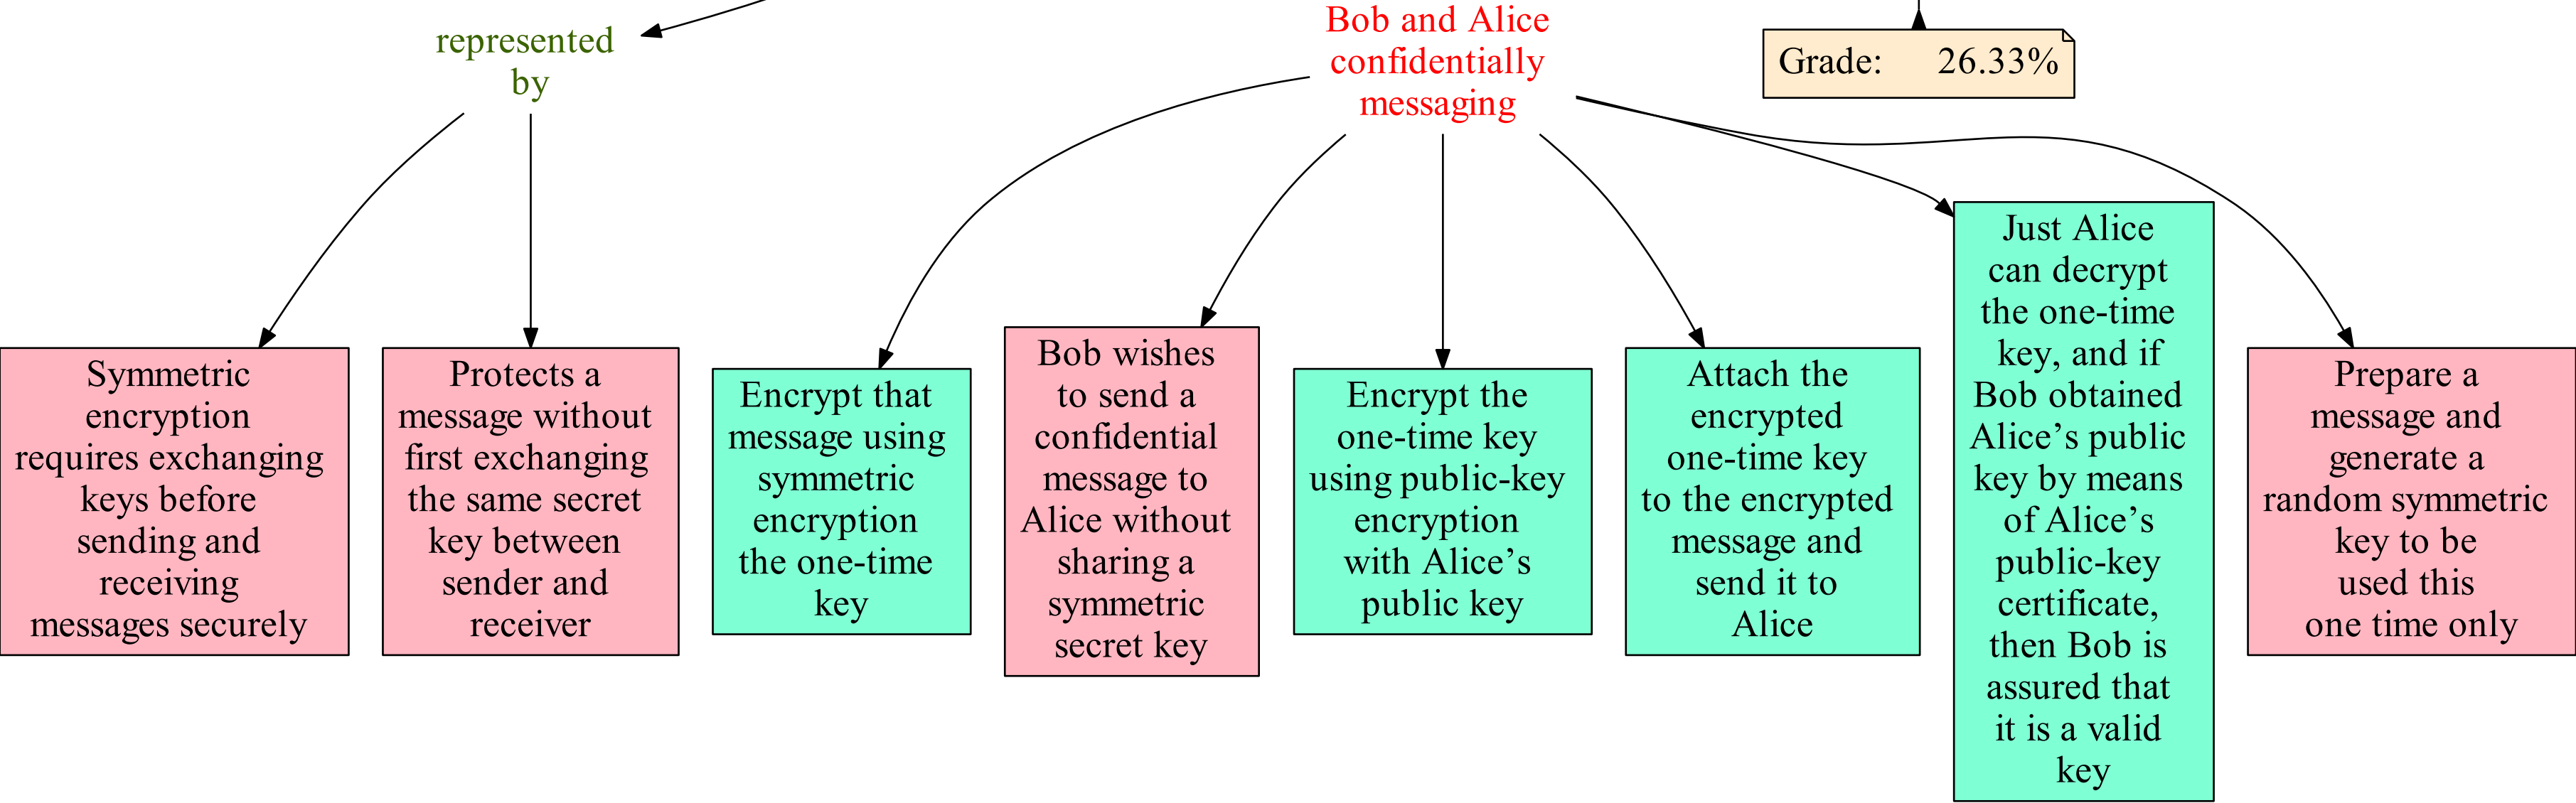 represented
by
Bob and Alice
confidentially
messaging
Grade: 26.33%
Symmetric
encryption
requires exchanging
keys before
sending and
receiving
messages securely
Protects a
message without
first exchanging
the same secret
key between
sender and
receiver
Encrypt that
message using
symmetric
encryption
the one-time
key
Bob wishes
to send a
confidential
message to
Alice without
sharing a
symmetric
secret key
Encrypt the
one-time key
using public-key
encryption
with Alice’s
public key
Attach the
encrypted
one-time key
to the encrypted
message and
send it to
Alice
Just Alice
can decrypt
the one-time
key, and if
Bob obtained
Alice’s public
key by means
of Alice’s
public-key
certificate,
then Bob is
assured that
it is a valid
key
Prepare a
message and
generate a
random symmetric
key to be
used this
one time only